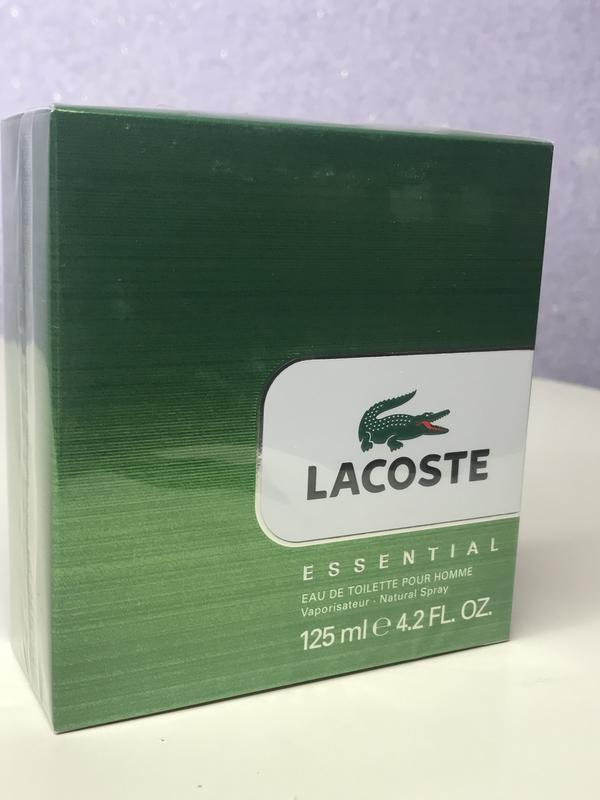 LACOSTE
ESSENTIAL
EAU DE TOILETTE POUR HOMME
Vaporisateur · Natural Spray
125 ml ℮ 4.2 FL. OZ.